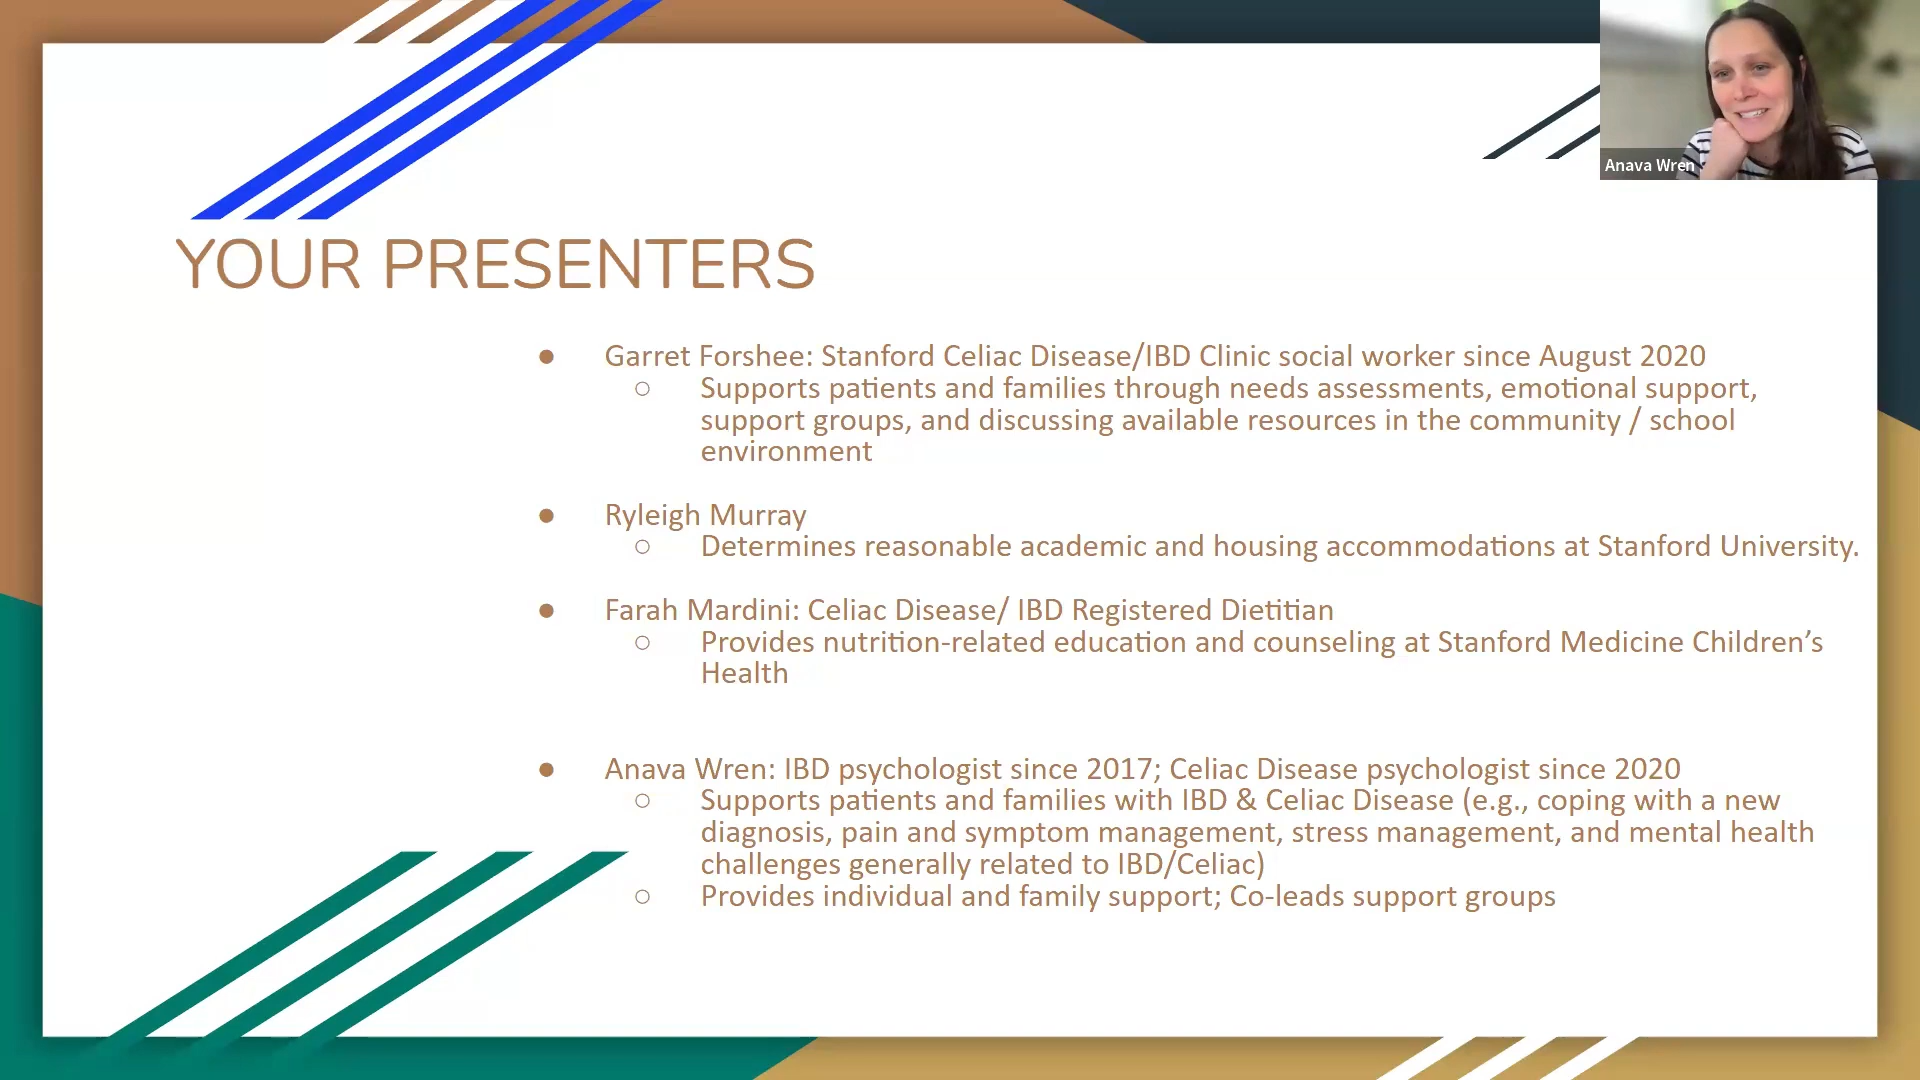 Anava Wren
YOUR PRESENTERS
● Garret Forshee: Stanford Celiac Disease/IBD Clinic social worker since August 2020
○ Supports patients and families through needs assessments, emotional support,
support groups, and discussing available resources in the community / school
environment
● Ryleigh Murray
○ Determines reasonable academic and housing accommodations at Stanford University.
● Farah Mardini: Celiac Disease/ IBD Registered Dietitian
○ Provides nutrition-related education and counseling at Stanford Medicine Children’s
Health
● Anava Wren: IBD psychologist since 2017; Celiac Disease psychologist since 2020
○ Supports patients and families with IBD & Celiac Disease (e.g., coping with a new
diagnosis, pain and symptom management, stress management, and mental health
challenges generally related to IBD/Celiac)
○ Provides individual and family support; Co-leads support groups